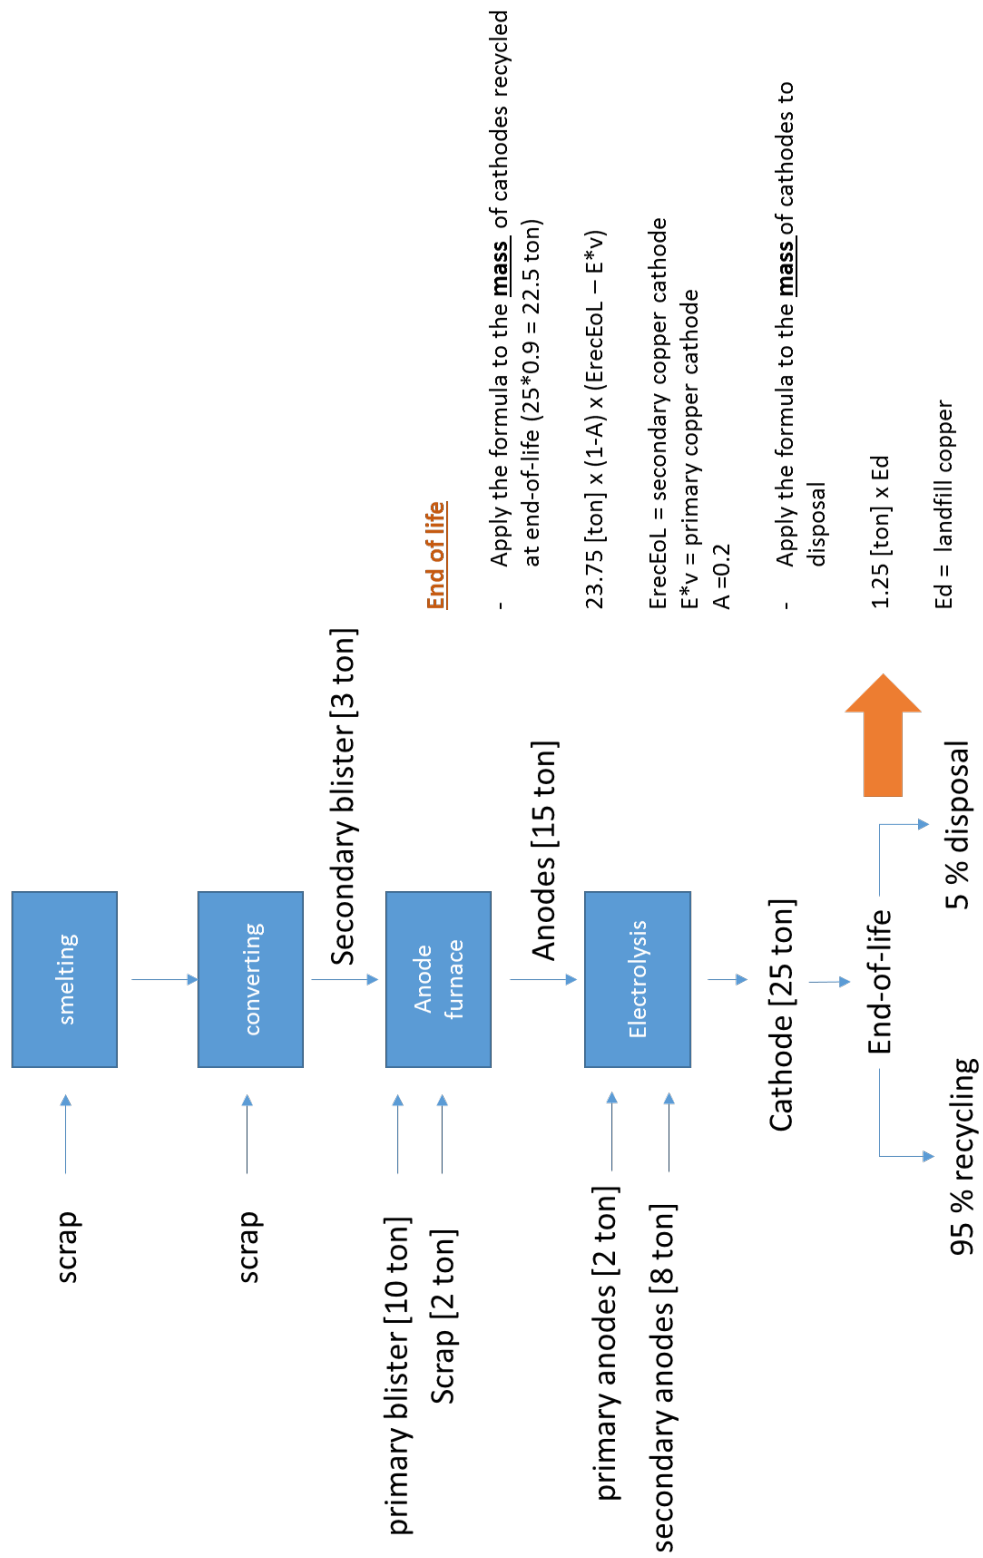 scrap
scrap
primary blister [10 ton]
Scrap [2 ton]
primary anodes [2 ton]
secondary anodes [8 ton]
smelting
converting
Secondary blister [3 ton]
Anode
furnace
Anodes [15 ton]
Electrolysis
Cathode [25 ton]
End-of-life
95 % recycling
5 % disposal
End of life
- Apply the formula to the mass of cathodes recycled
at end-of-life (25*0.9 = 22.5 ton)
23.75 [ton] x (1-A) x (ErecEoL – E*v)
ErecEoL = secondary copper cathode
E*v = primary copper cathode
A =0.2
- Apply the formula to the mass of cathodes to
disposal
1.25 [ton] x Ed
Ed = landfill copper